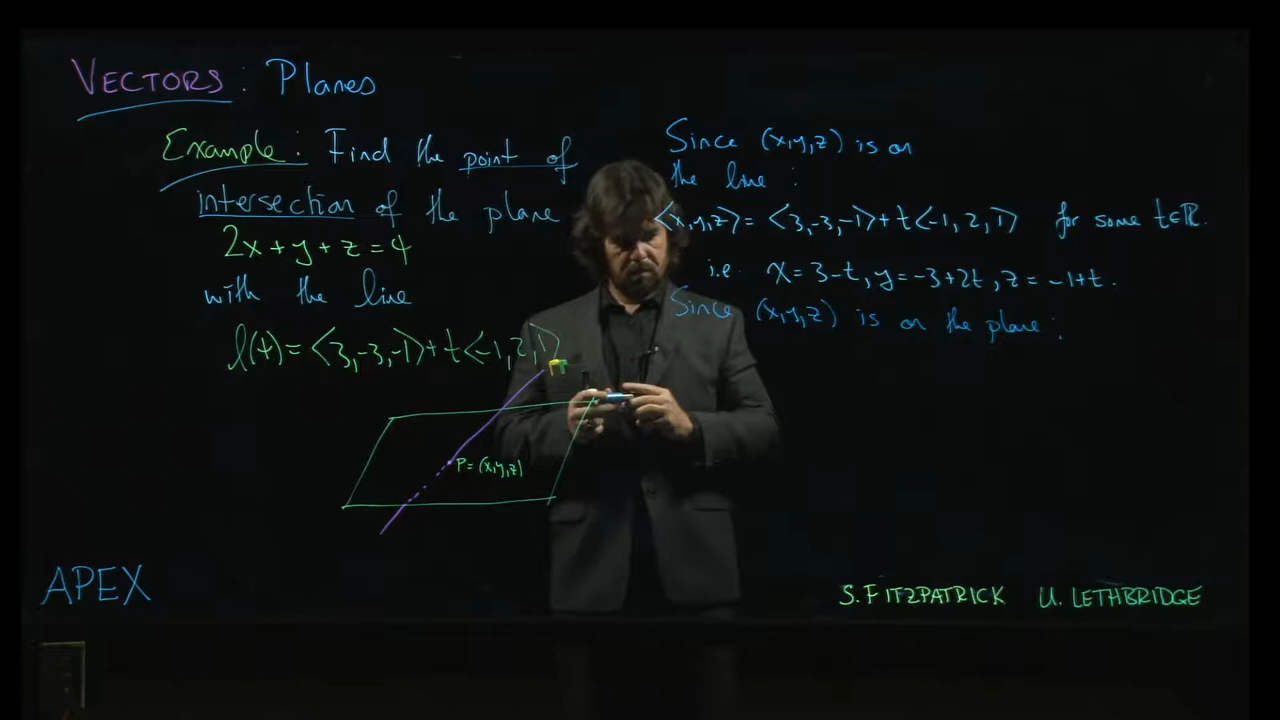 VECTORS: Planes
Example: Find the point of
intersection of the plane
2x+y+z=4
with the line
l(t)=⟨3,-3,-1⟩+t⟨-1,2,1⟩
P=(x,y,z)
Since (x,y,z) is on
the line:
⟨x,y,z⟩=⟨3,-3,-1⟩+t⟨-1,2,1⟩ for some t∈ℝ.
i.e. x=3-t, y=-3+2t, z=-1+t.
Since (x,y,z) is on the plane:
APEX
S. FITZPATRICK U. LETHBRIDGE